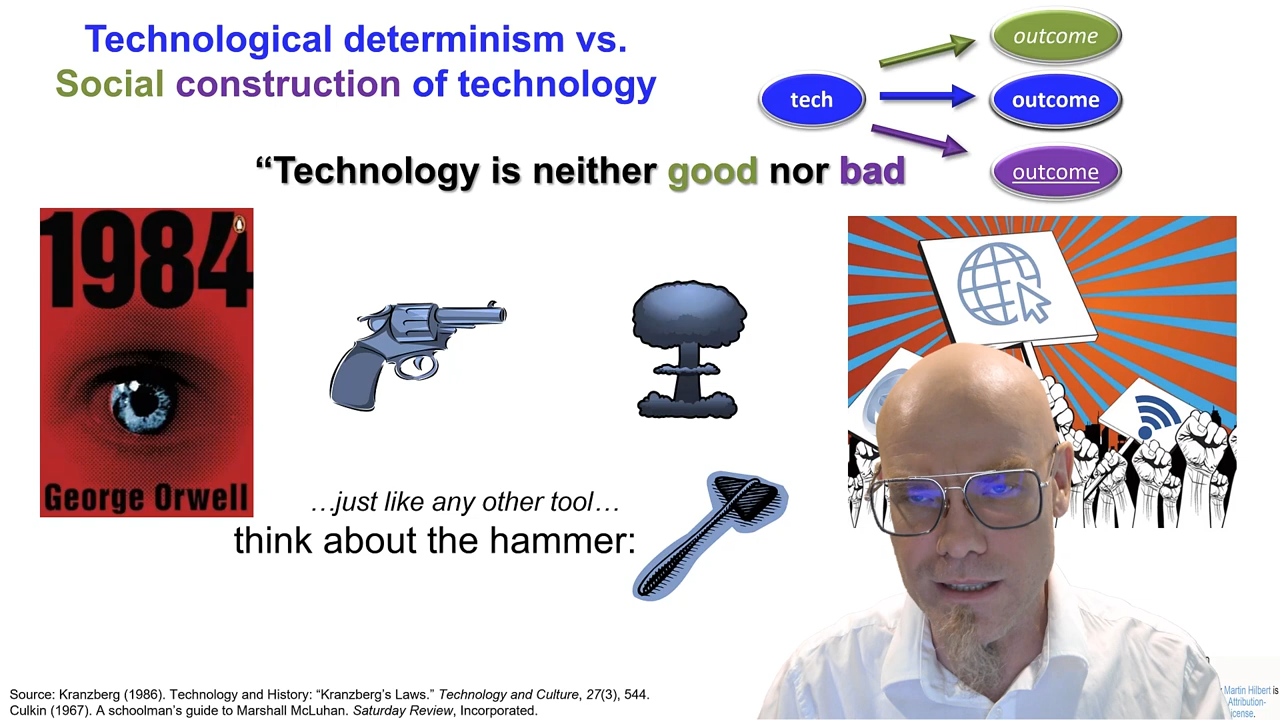 Technological determinism vs.
Social construction of technology
tech
outcome
outcome
outcome
“Technology is neither good nor bad
1984
George Orwell
…just like any other tool…
think about the hammer:
Source: Kranzberg (1986). Technology and History: “Kranzberg’s Laws.” Technology and Culture, 27(3), 544.
Culkin (1967). A schoolman’s guide to Marshall McLuhan. Saturday Review, Incorporated.
Martin Hilbert is
Attribution-